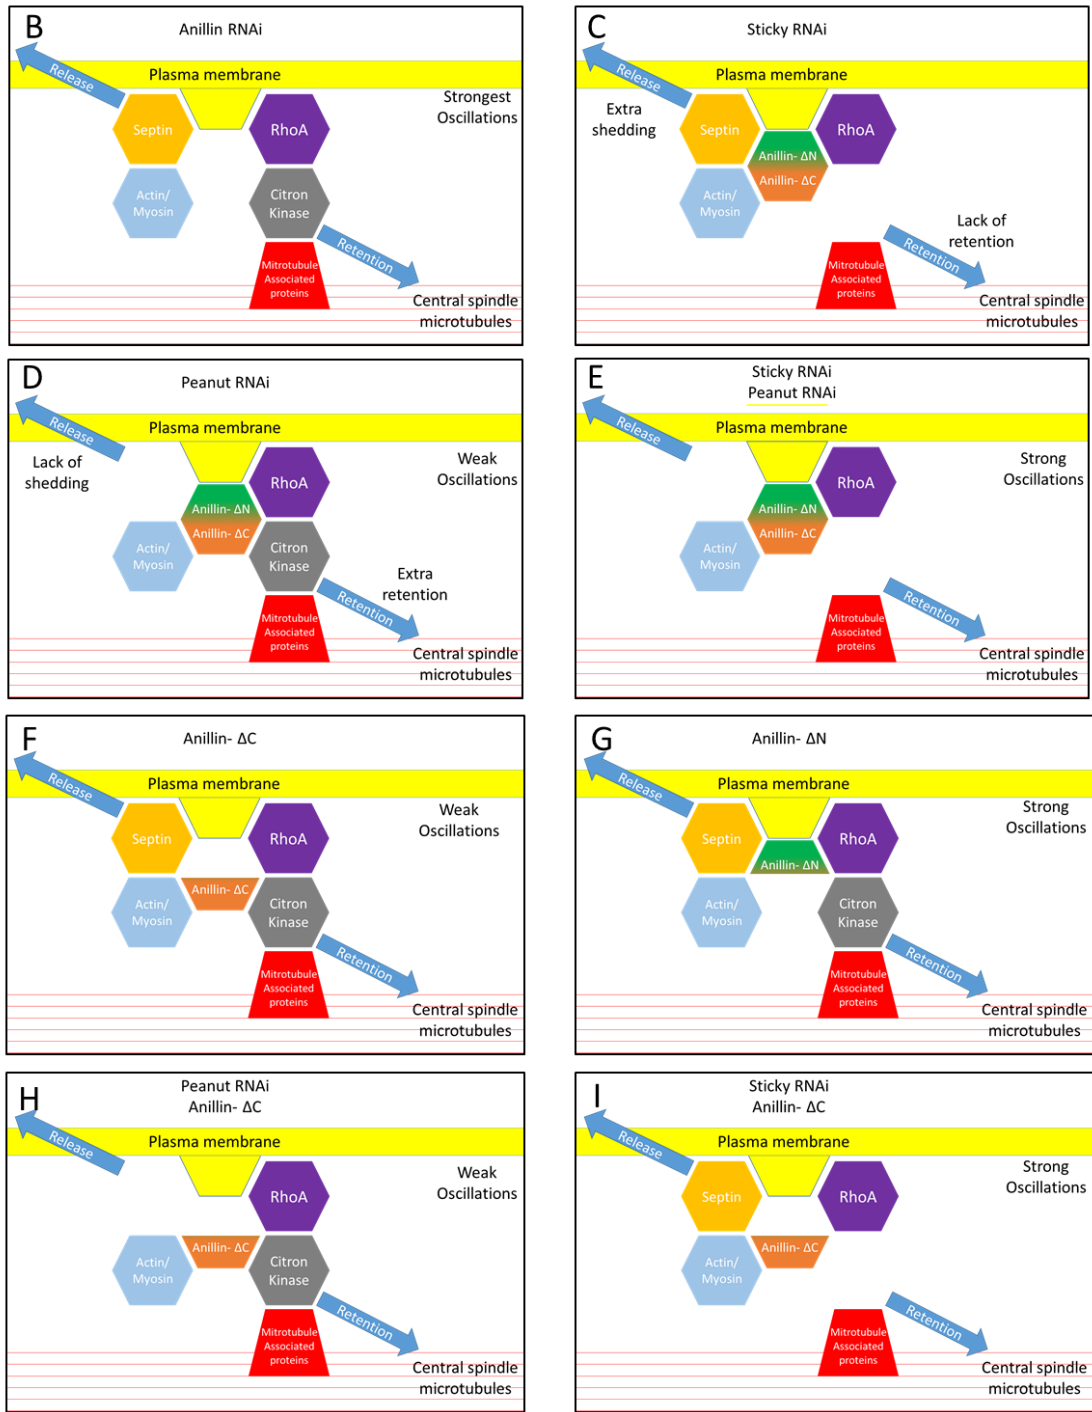 B
Anillin RNAi
Release
Plasma membrane
Strongest
Oscillations
Septin
RhoA
Actin/
Myosin
Citron
Kinase
Retention
Mitrotubule
Associated
proteins
Central spindle
microtubules
C
Sticky RNAi
Release
Plasma membrane
Extra
shedding
Septin
RhoA
Anillin- ΔN
Anillin- ΔC
Actin/
Myosin
Lack of
retention
Retention
Mitrotubule
Associated
proteins
Central spindle
microtubules
D
Peanut RNAi
Release
Plasma membrane
Lack of
shedding
Weak
Oscillations
RhoA
Anillin- ΔN
Anillin- ΔC
Actin/
Myosin
Citron
Kinase
Extra
retention
Retention
Mitrotubule
Associated
proteins
Central spindle
microtubules
E
Sticky RNAi
Peanut RNAi
Release
Plasma membrane
Strong
Oscillations
RhoA
Anillin- ΔN
Anillin- ΔC
Actin/
Myosin
Retention
Mitrotubule
Associated
proteins
Central spindle
microtubules
F
Anillin- ΔC
Release
Plasma membrane
Weak
Oscillations
Septin
RhoA
Anillin- ΔC
Actin/
Myosin
Citron
Kinase
Retention
Mitrotubule
Associated
proteins
Central spindle
microtubules
G
Anillin- ΔN
Release
Plasma membrane
Strong
Oscillations
Septin
RhoA
Anillin- ΔN
Actin/
Myosin
Citron
Kinase
Retention
Mitrotubule
Associated
proteins
Central spindle
microtubules
H
Peanut RNAi
Anillin- ΔC
Release
Plasma membrane
Weak
Oscillations
RhoA
Anillin- ΔC
Actin/
Myosin
Citron
Kinase
Retention
Mitrotubule
Associated
proteins
Central spindle
microtubules
I
Sticky RNAi
Anillin- ΔC
Release
Plasma membrane
Strong
Oscillations
Septin
RhoA
Anillin- ΔC
Actin/
Myosin
Retention
Mitrotubule
Associated
proteins
Central spindle
microtubules